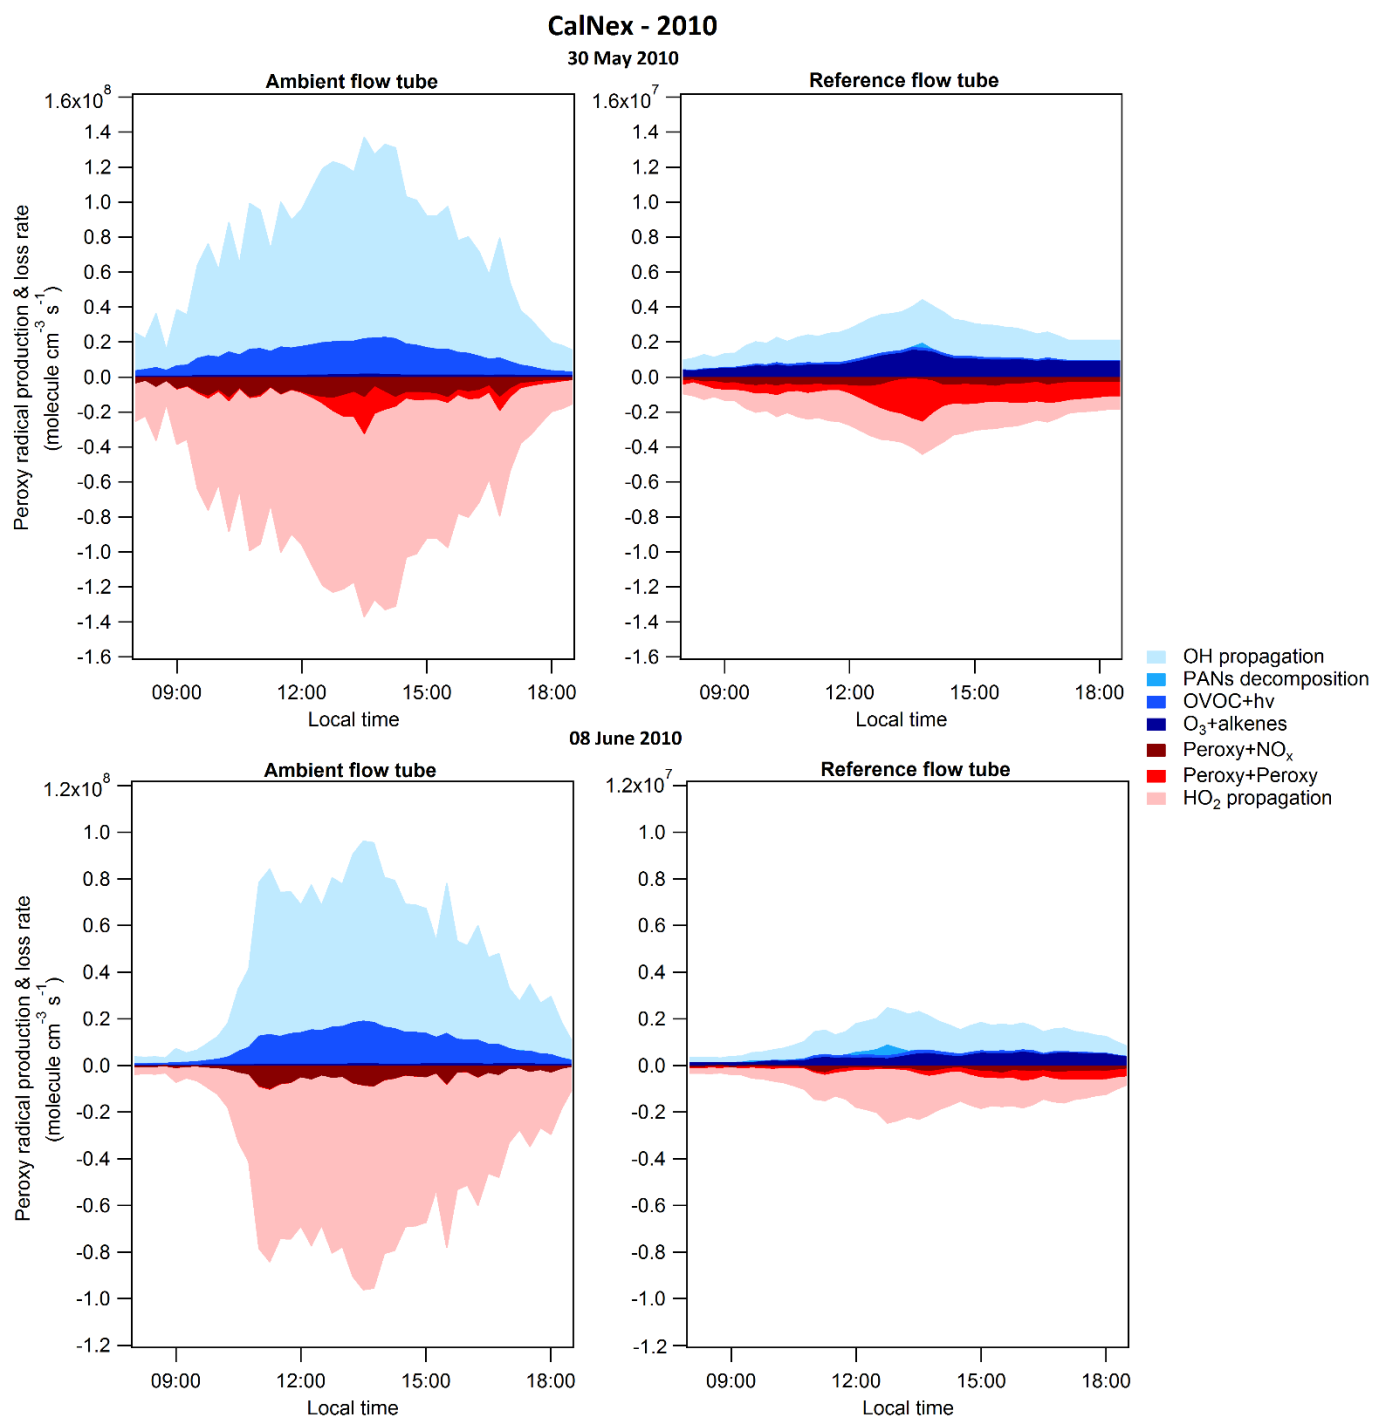 CalNex - 2010
30 May 2010
Ambient flow tube
Reference flow tube
Peroxy radical production & loss rate
(molecule cm⁻³ s⁻¹)
1.6x10⁸
1.4
1.2
1.0
0.8
0.6
0.4
0.2
0.0
-0.2
-0.4
-0.6
-0.8
-1.0
-1.2
-1.4
-1.6
09:00 12:00 15:00 18:00
Local time
1.6x10⁷
1.4
1.2
1.0
0.8
0.6
0.4
0.2
0.0
-0.2
-0.4
-0.6
-0.8
-1.0
-1.2
-1.4
-1.6
09:00 12:00 15:00 18:00
Local time
OH propagation
PANs decomposition
OVOC+hv
O₃+alkenes
Peroxy+NOₓ
Peroxy+Peroxy
HO₂ propagation
08 June 2010
Ambient flow tube
Reference flow tube
Peroxy radical production & loss rate
(molecule cm⁻³ s⁻¹)
1.2x10⁸
1.0
0.8
0.6
0.4
0.2
0.0
-0.2
-0.4
-0.6
-0.8
-1.0
-1.2
09:00 12:00 15:00 18:00
Local time
1.2x10⁷
1.0
0.8
0.6
0.4
0.2
0.0
-0.2
-0.4
-0.6
-0.8
-1.0
-1.2
09:00 12:00 15:00 18:00
Local time